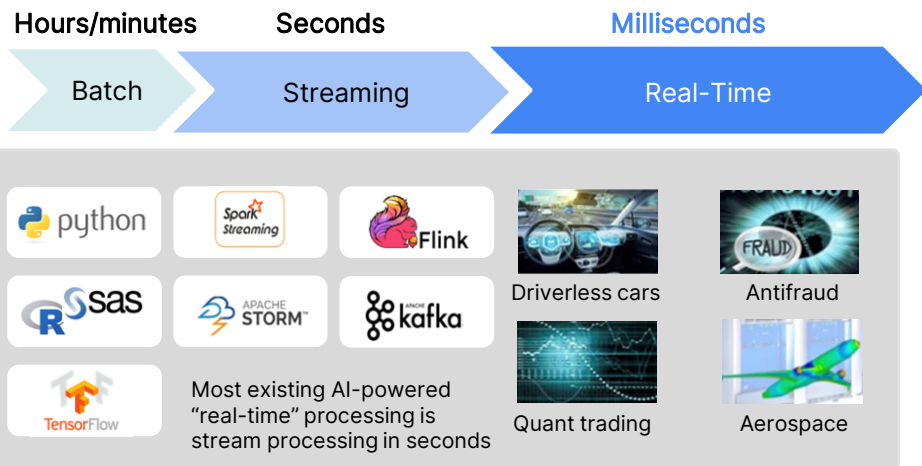 Hours/minutes
Seconds
Milliseconds
Batch
Streaming
Real-Time
python
Spark
Streaming
Flink
Driverless cars
FRAUD
Antifraud
R
sas
APACHE
STORM™
APACHE
kafka
TensorFlow
Most existing AI-powered
“real-time” processing is
stream processing in seconds
Quant trading
Aerospace